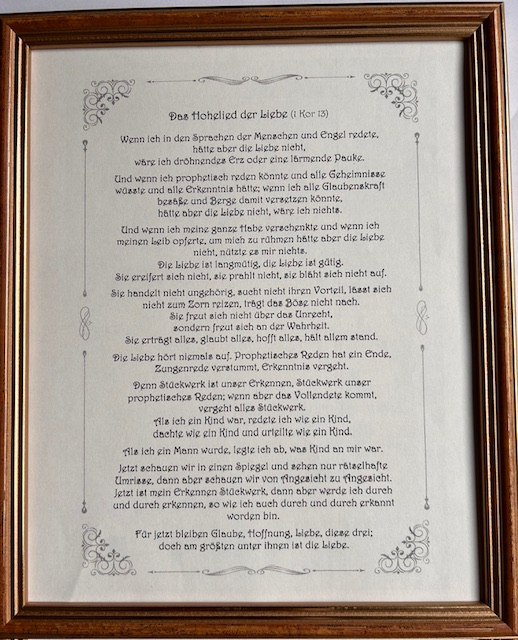 Das Hohelied der Liebe (1 Kor 13)
Wenn ich in den Sprachen der Menschen und Engel redete,
hätte aber die Liebe nicht,
wäre ich dröhnendes Erz oder eine lärmende Pauke.
Und wenn ich prophetisch reden könnte und alle Geheimnisse
wüsste und alle Erkenntnis hätte; wenn ich alle Glaubenskraft
besäße und Berge damit versetzen könnte,
hätte aber die Liebe nicht, wäre ich nichts.
Und wenn ich meine ganze Habe verschenkte und wenn ich
meinen Leib opferte, um mich zu rühmen hätte aber die Liebe
nicht, nützte es mir nichts.
Die Liebe ist langmütig, die Liebe ist gütig.
Sie ereifert sich nicht, sie prahlt nicht, sie bläht sich nicht auf.
Sie handelt nicht ungehörig, sucht nicht ihren Vorteil, lässt sich
nicht zum Zorn reizen, trägt das Böse nicht nach.
Sie freut sich nicht über das Unrecht,
sondern freut sich an der Wahrheit.
Sie erträgt alles, glaubt alles, hofft alles, hält allem stand.
Die Liebe hört niemals auf. Prophetisches Reden hat ein Ende,
Zungenrede verstummt, Erkenntnis vergeht.
Denn Stückwerk ist unser Erkennen, Stückwerk unser
prophetisches Reden; wenn aber das Vollendete kommt,
vergeht alles Stückwerk.
Als ich ein Kind war, redete ich wie ein Kind,
dachte wie ein Kind und urteilte wie ein Kind.
Als ich ein Mann wurde, legte ich ab, was Kind an mir war.
Jetzt schauen wir in einen Spiegel und sehen nur rätselhafte
Umrisse, dann aber schauen wir von Angesicht zu Angesicht.
Jetzt ist mein Erkennen Stückwerk, dann aber werde ich durch
und durch erkennen, so wie ich auch durch und durch erkannt
worden bin.
Für jetzt bleiben Glaube, Hoffnung, Liebe, diese drei;
doch am größten unter ihnen ist die Liebe.